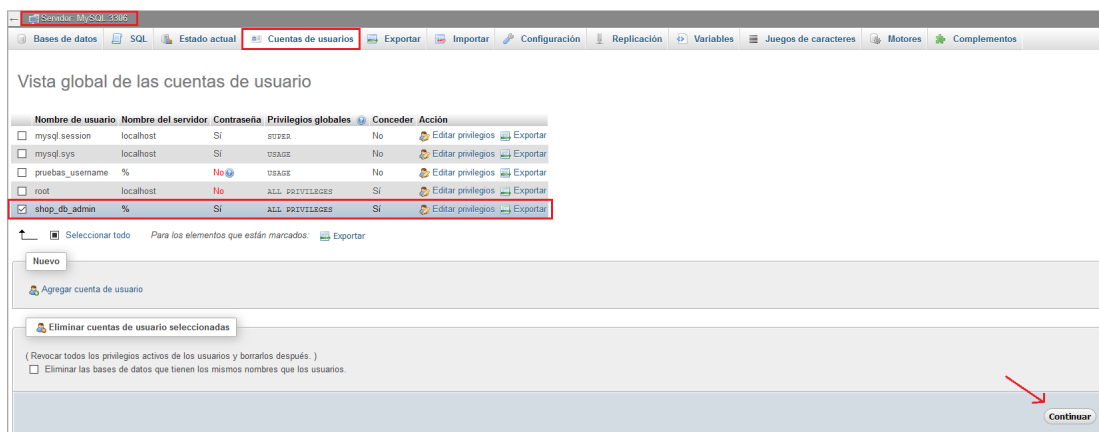 Servidor: MySQL:3306
Bases de datos SQL Estado actual Cuentas de usuarios Exportar Importar Configuración Replicación Variables Juegos de caracteres Motores Complementos
Vista global de las cuentas de usuario
Nombre de usuario Nombre del servidor Contraseña Privilegios globales Conceder Acción
mysql.session localhost Sí SUPER No Editar privilegios Exportar
mysql.sys localhost Sí USAGE No Editar privilegios Exportar
pruebas_username % No USAGE No Editar privilegios Exportar
root localhost No ALL PRIVILEGES Sí Editar privilegios Exportar
shop_db_admin % Sí ALL PRIVILEGES Sí Editar privilegios Exportar
Seleccionar todo Para los elementos que están marcados: Exportar
Nuevo
Agregar cuenta de usuario
Eliminar cuentas de usuario seleccionadas
( Revocar todos los privilegios activos de los usuarios y borrarlos después. )
Eliminar las bases de datos que tienen los mismos nombres que los usuarios.
Continuar